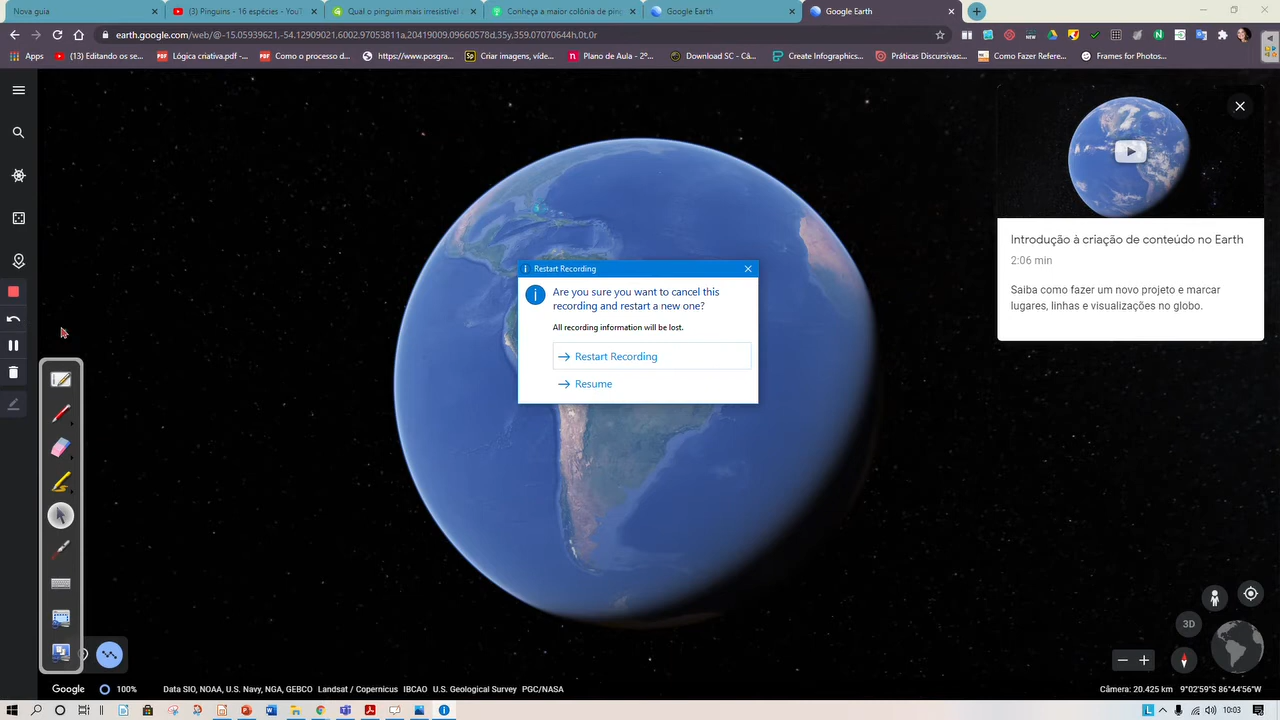 Nova guia
(3) Pinguins - 16 espécies - YouT
Qual o pinguim mais irresistível
Conheça a maior colônia de ping
Google Earth
Google Earth
earth.google.com/web/@-15.05939621,-54.12909021,6002.97053811a,20419009.09660578d,35y,359.07070644h,0t,0r
Apps
(13) Editando os se...
Lógica criativa.pdf-...
Como o processo d...
https://www.posgra...
Criar imagens, víde...
Plano de Aula - 2º...
Download SC - Câ...
Create Infographics...
Práticas Discursivas...
Como Fazer Refere...
Frames for Photos...
Introdução à criação de conteúdo no Earth
2:06 min
Saiba como fazer um novo projeto e marcar
lugares, linhas e visualizações no globo.
Restart Recording
Are you sure you want to cancel this
recording and restart a new one?
All recording information will be lost.
Restart Recording
Resume
3D
Google
100%
Data SIO, NOAA, U.S. Navy, NGA, GEBCO Landsat / Copernicus IBCAO U.S. Geological Survey PGC/NASA
Câmera: 20.425 km 9°02'59"S 86°44'56"W
10:03